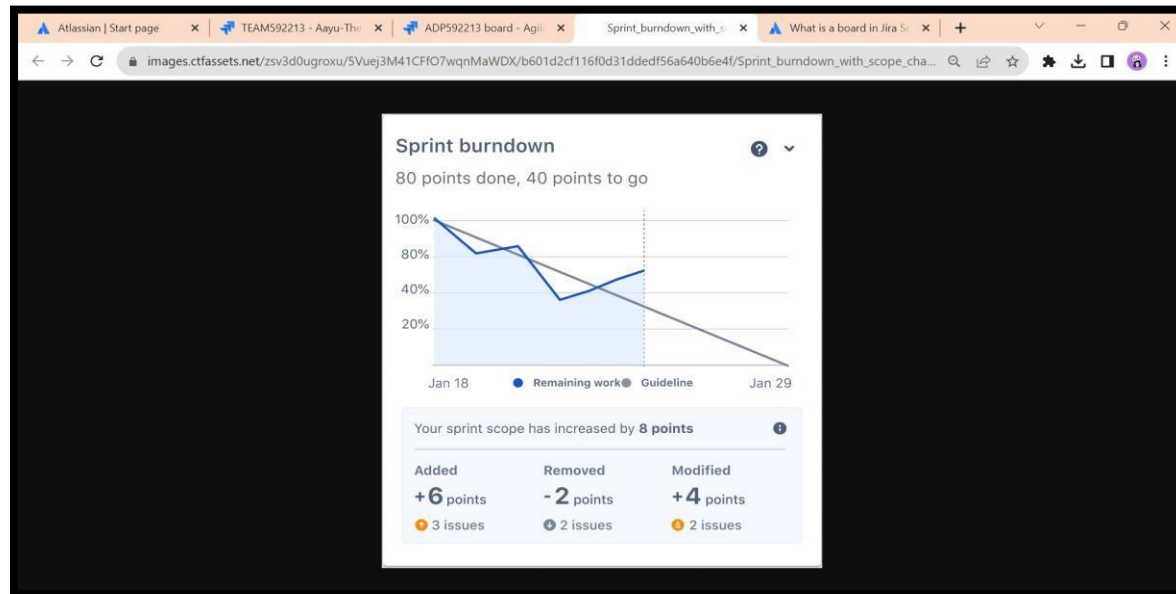 Atlassian | Start page
TEAM592213 - Aayu-The
ADP592213 board - Agil
Sprint_burndown_with_s
What is a board in Jira So
images.ctfassets.net/zsv3d0ugroxu/5Vuej3M41CFfO7wqnMaWDX/b601d2cf116f0d31ddedf56a640b6e4f/Sprint_burndown_with_scope_cha...
Sprint burndown
80 points done, 40 points to go
100%
80%
40%
20%
Jan 18 Remaining work Guideline Jan 29
Your sprint scope has increased by 8 points
Added Removed Modified
+6 points -2 points +4 points
3 issues 2 issues 2 issues